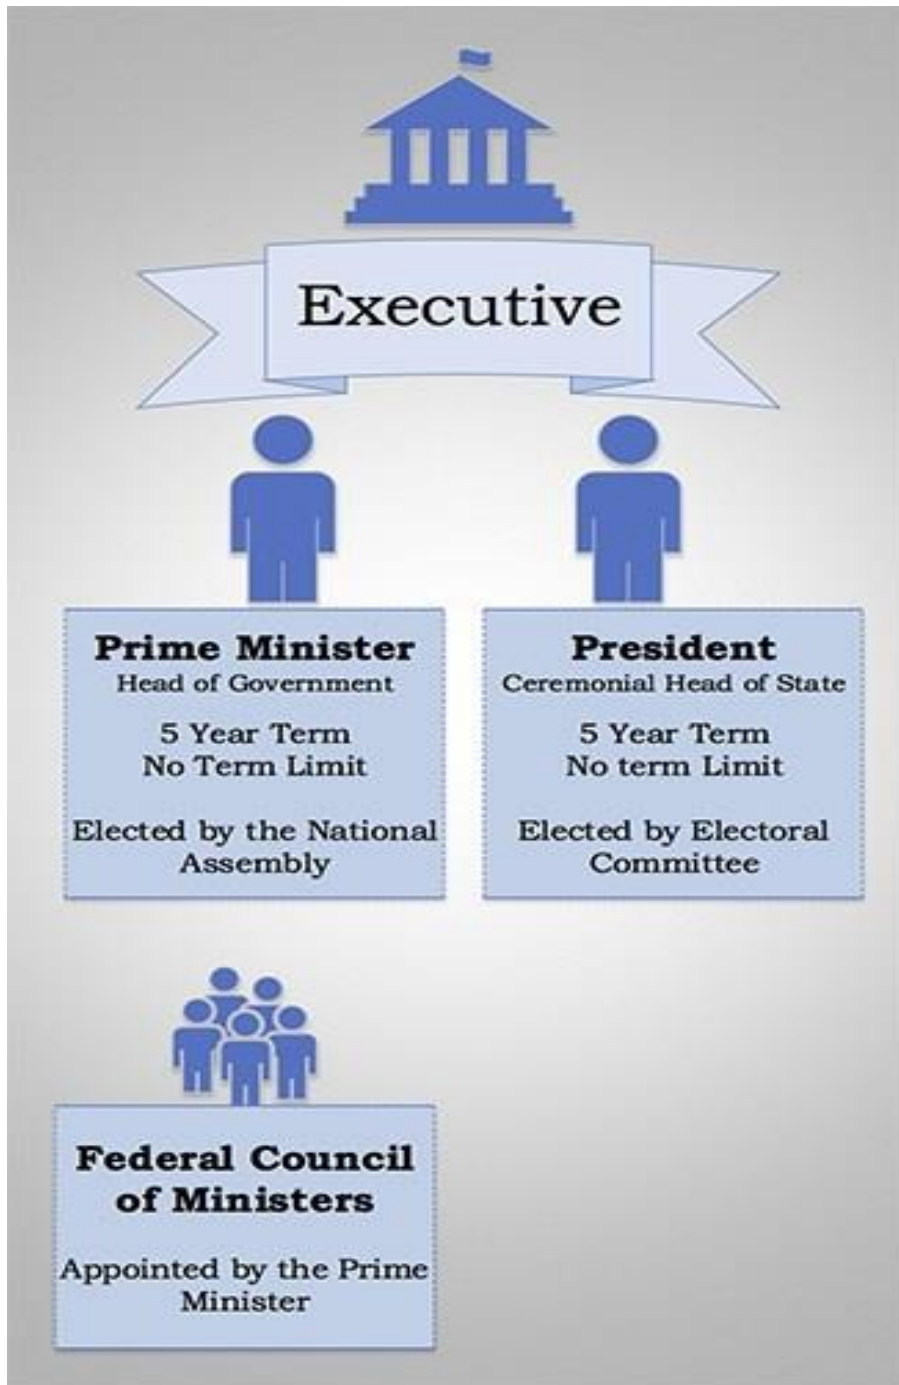 Executive
Prime Minister
Head of Government
5 Year Term
No Term Limit
Elected by the National
Assembly
President
Ceremonial Head of State
5 Year Term
No term Limit
Elected by Electoral
Committee
Federal Council
of Ministers
Appointed by the Prime
Minister